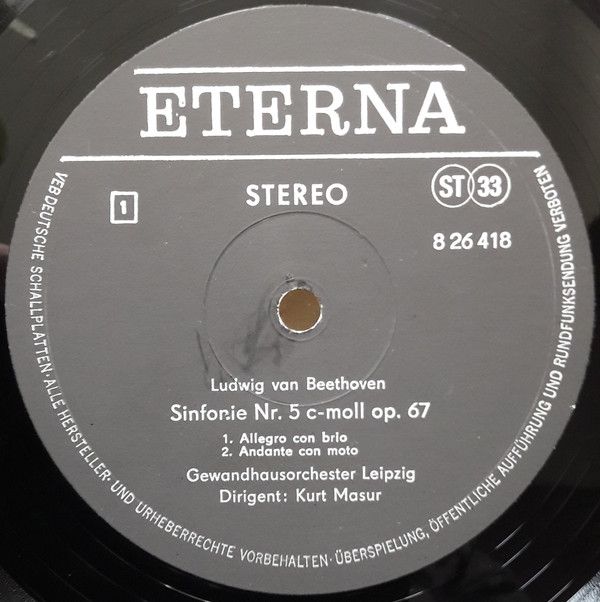 ETERNA
1
STEREO
ST 33
8 26 418
Ludwig van Beethoven
Sinfonie Nr. 5 c-moll op. 67
1. Allegro con brio
2. Andante con moto
Gewandhausorchester Leipzig
Dirigent: Kurt Masur
VEB DEUTSCHE SCHALLPLATTEN · ALLE HERSTELLER- UND URHEBERRECHTE VORBEHALTEN · ÜBERSPIELUNG, ÖFFENTLICHE AUFFÜHRUNG UND RUNDFUNKSENDUNG VERBOTEN